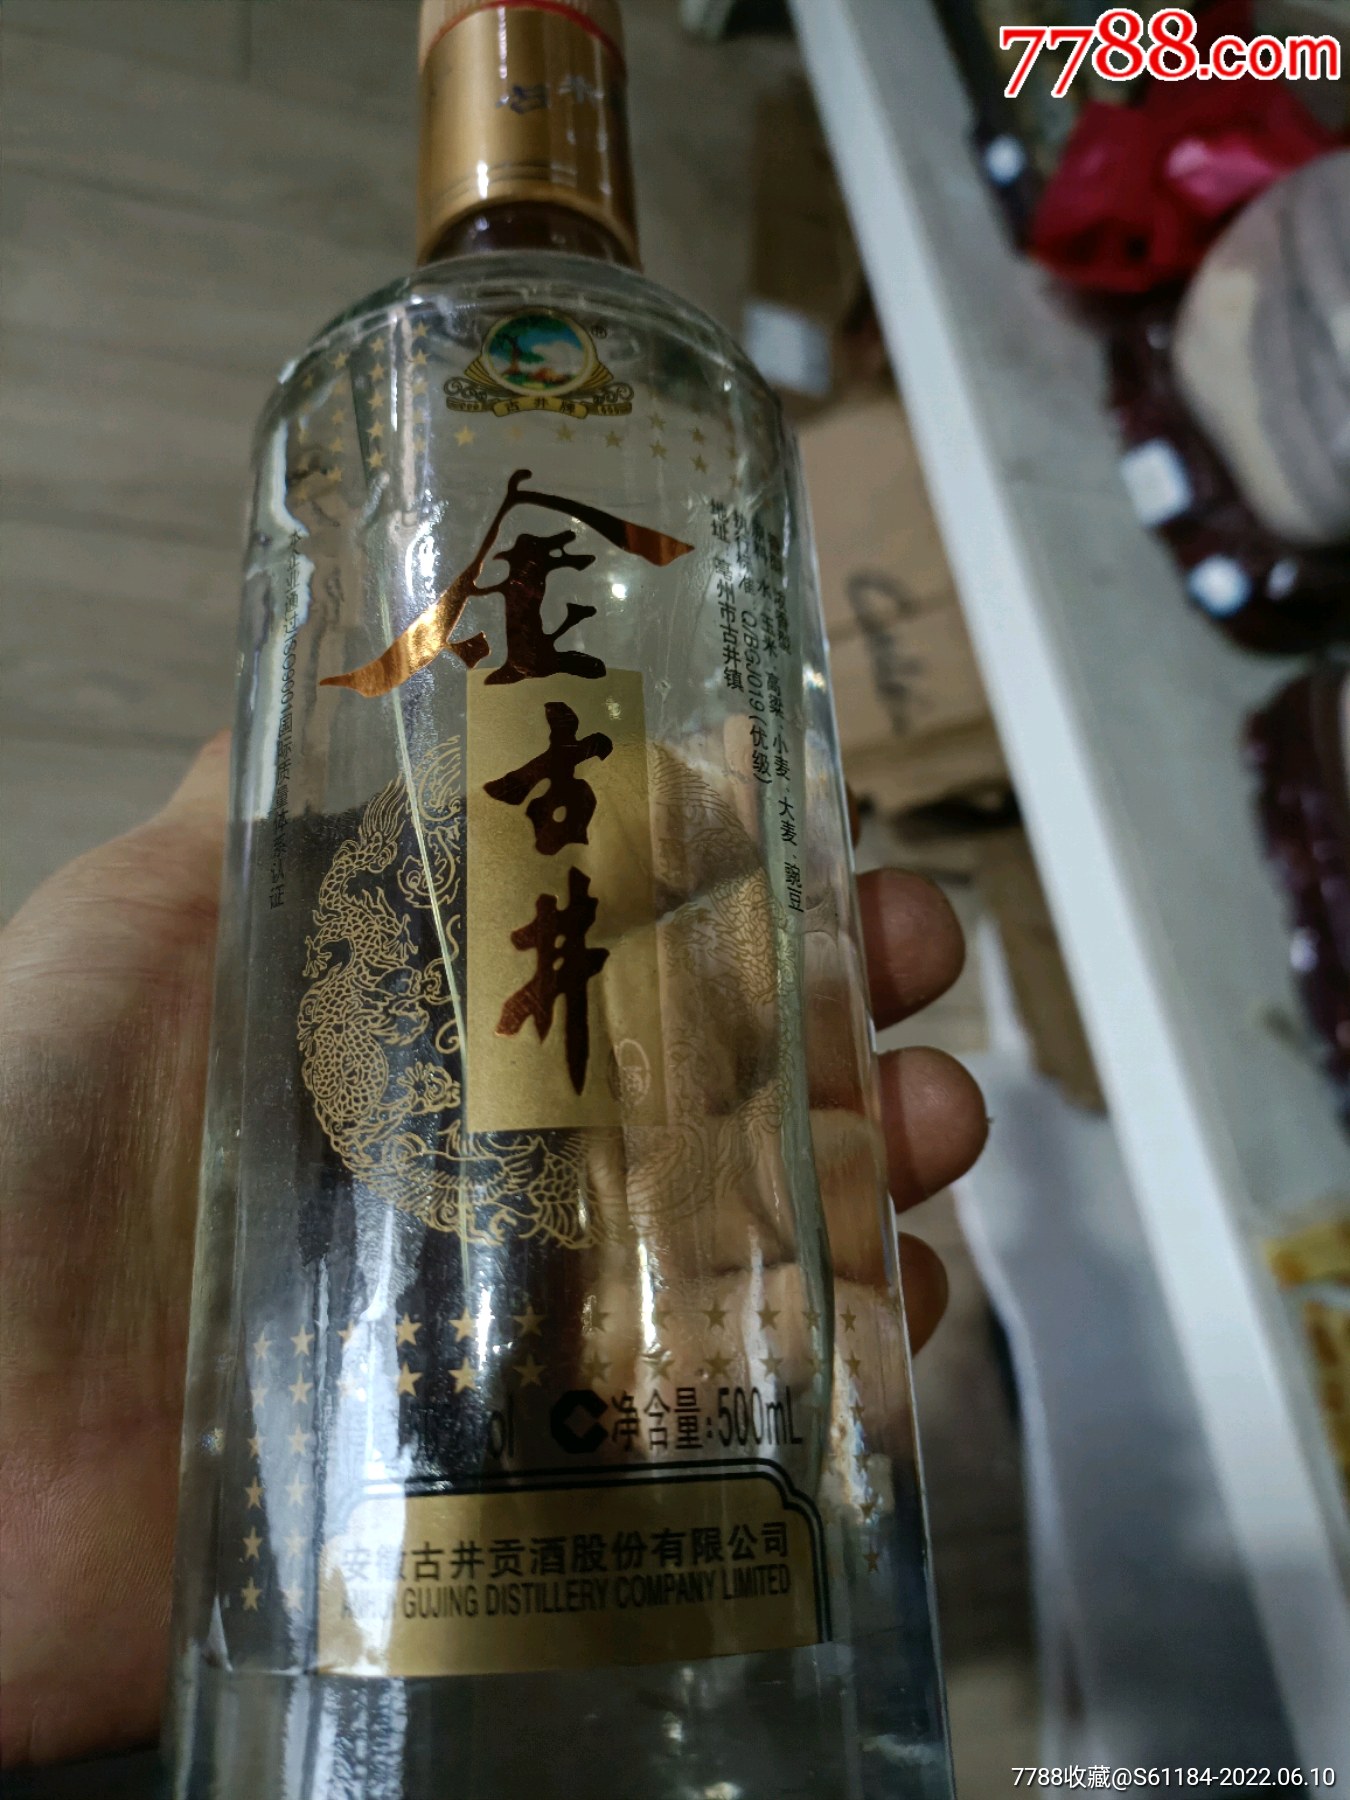 7788.com
古井牌
金古井
原料:水、玉米、高粱、小麦、大麦、豌豆
执行标准:Q/BGJ019(优级)
地址:亳州市古井镇
本企业通过ISO9001国际质量体系认证
净含量:500mL
安徽古井贡酒股份有限公司
ANHUI GUJING DISTILLERY COMPANY LIMITED
7788收藏@S61184-2022.06.10